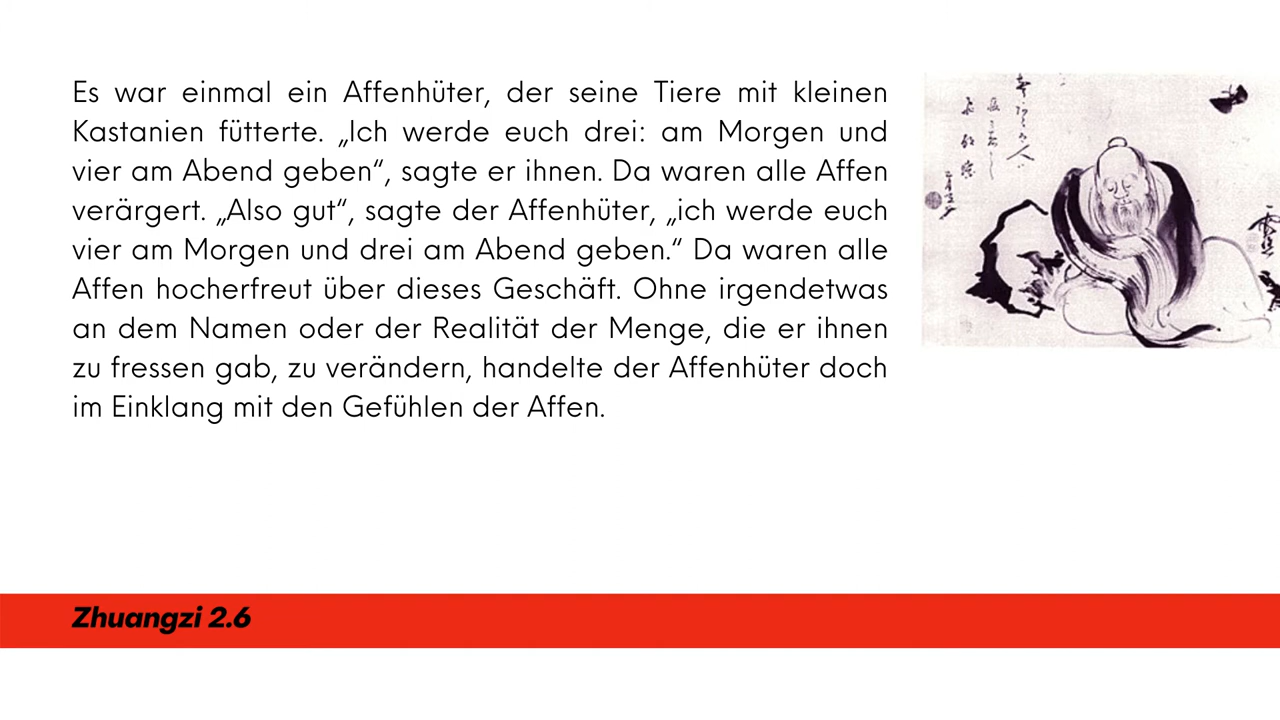 Es war einmal ein Affenhüter, der seine Tiere mit kleinen
Kastanien fütterte. „Ich werde euch drei: am Morgen und
vier am Abend geben“, sagte er ihnen. Da waren alle Affen
verärgert. „Also gut“, sagte der Affenhüter, „ich werde euch
vier am Morgen und drei am Abend geben.“ Da waren alle
Affen hocherfreut über dieses Geschäft. Ohne irgendetwas
an dem Namen oder der Realität der Menge, die er ihnen
zu fressen gab, zu verändern, handelte der Affenhüter doch
im Einklang mit den Gefühlen der Affen.
Zhuangzi 2.6